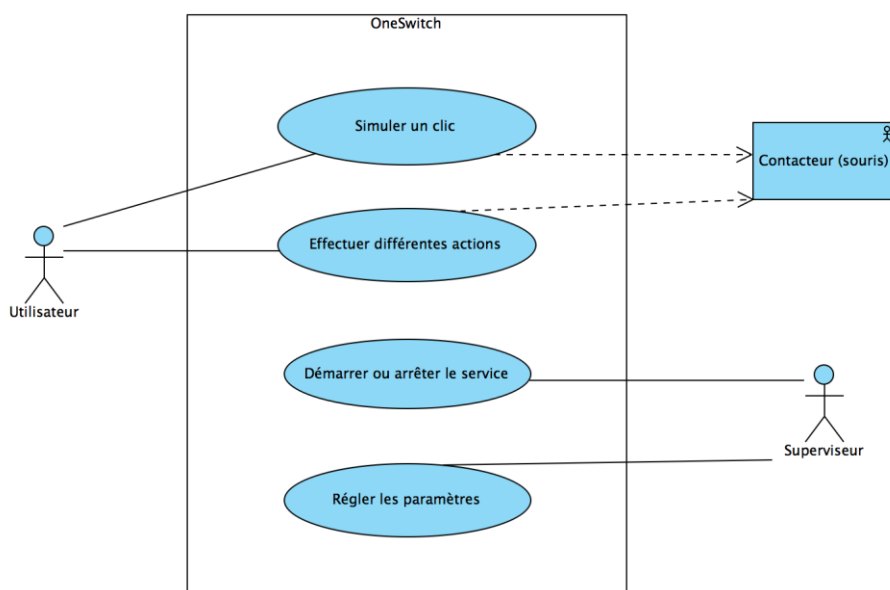 OneSwitch
Simuler un clic
Contacteur (souris)
Effectuer différentes actions
Utilisateur
Démarrer ou arrêter le service
Superviseur
Régler les paramètres